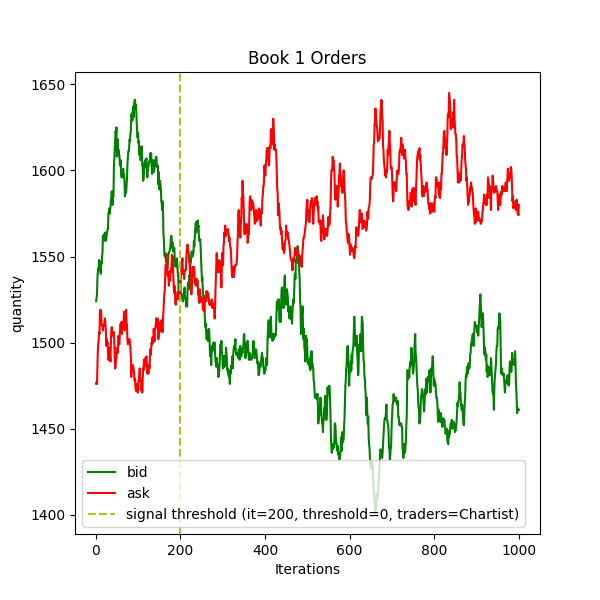 Book 1 Orders
quantity
1650
1600
1550
1500
1450
1400
bid
ask
signal threshold (it=200, threshold=0, traders=Chartist)
0 200 400 600 800 1000
Iterations